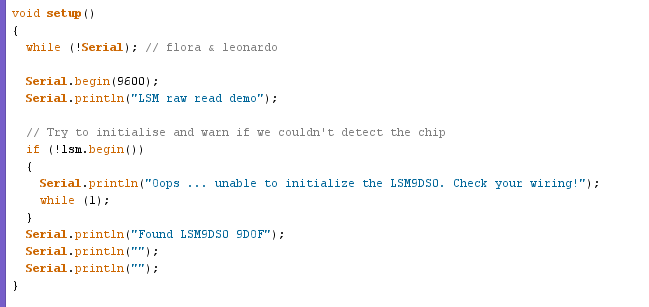 void setup()
{
  while (!Serial); // flora & leonardo

  Serial.begin(9600);
  Serial.println("LSM raw read demo");

  // Try to initialise and warn if we couldn't detect the chip
  if (!lsm.begin())
  {
    Serial.println("Oops ... unable to initialize the LSM9DS0. Check your wiring!");
    while (1);
  }
  Serial.println("Found LSM9DS0 9DOF");
  Serial.println("");
  Serial.println("");
}